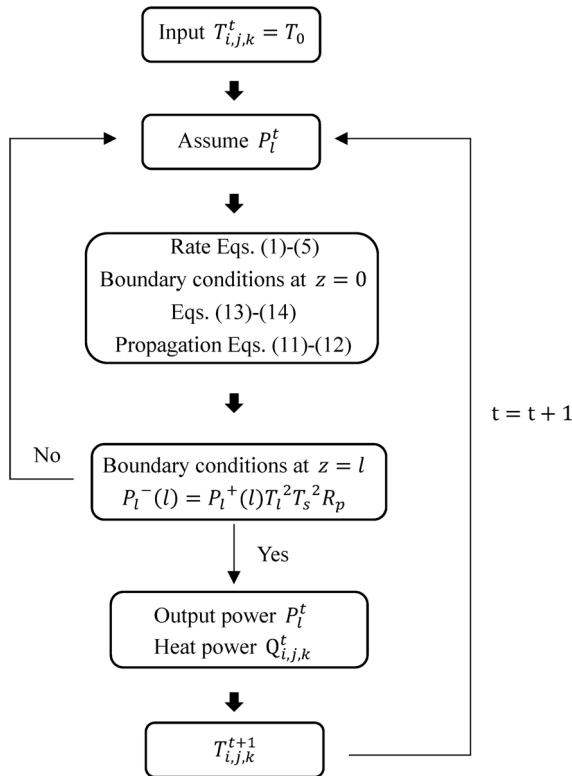 Input $T_{i,j,k}^{t} = T_0$
Assume $P_l^t$
Rate Eqs. (1)-(5)
Boundary conditions at $z = 0$
Eqs. (13)-(14)
Propagation Eqs. (11)-(12)
t = t + 1
No
Boundary conditions at $z = l$
$P_l^-(l) = P_l^+(l)T_l^2T_s^2R_p$
Yes
Output power $P_l^t$
Heat power $Q_{i,j,k}^{t}$
$T_{i,j,k}^{t+1}$